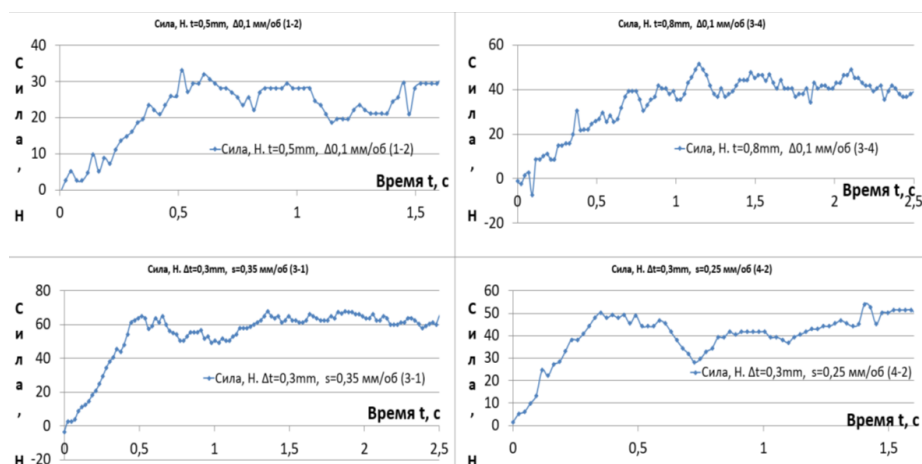 Сила, Н. t=0,5mm, Δ0,1 мм/об (1-2)
Сила, Н
40
30
20
10
0
0
0,5
1
1,5
Сила, Н. t=0,5mm, Δ0,1 мм/об (1-2)
Время t, с
Сила, Н. t=0,8mm, Δ0,1 мм/об (3-4)
Сила, Н
60
40
20
0
-20
0
0,5
1
1,5
2
2,5
Сила, Н. t=0,8mm, Δ0,1 мм/об (3-4)
Время t, с
Сила, Н. Δt=0,3mm, s=0,35 мм/об (3-1)
Сила, Н
80
60
40
20
0
-20
0
0,5
1
1,5
2
2,5
Сила, Н. Δt=0,3mm, s=0,35 мм/об (3-1)
Время t, с
Сила, Н. Δt=0,3mm, s=0,25 мм/об (4-2)
Сила, Н
60
50
40
30
20
10
0
0
0,5
1
1,5
Сила, Н. Δt=0,3mm, s=0,25 мм/об (4-2)
Время t, с